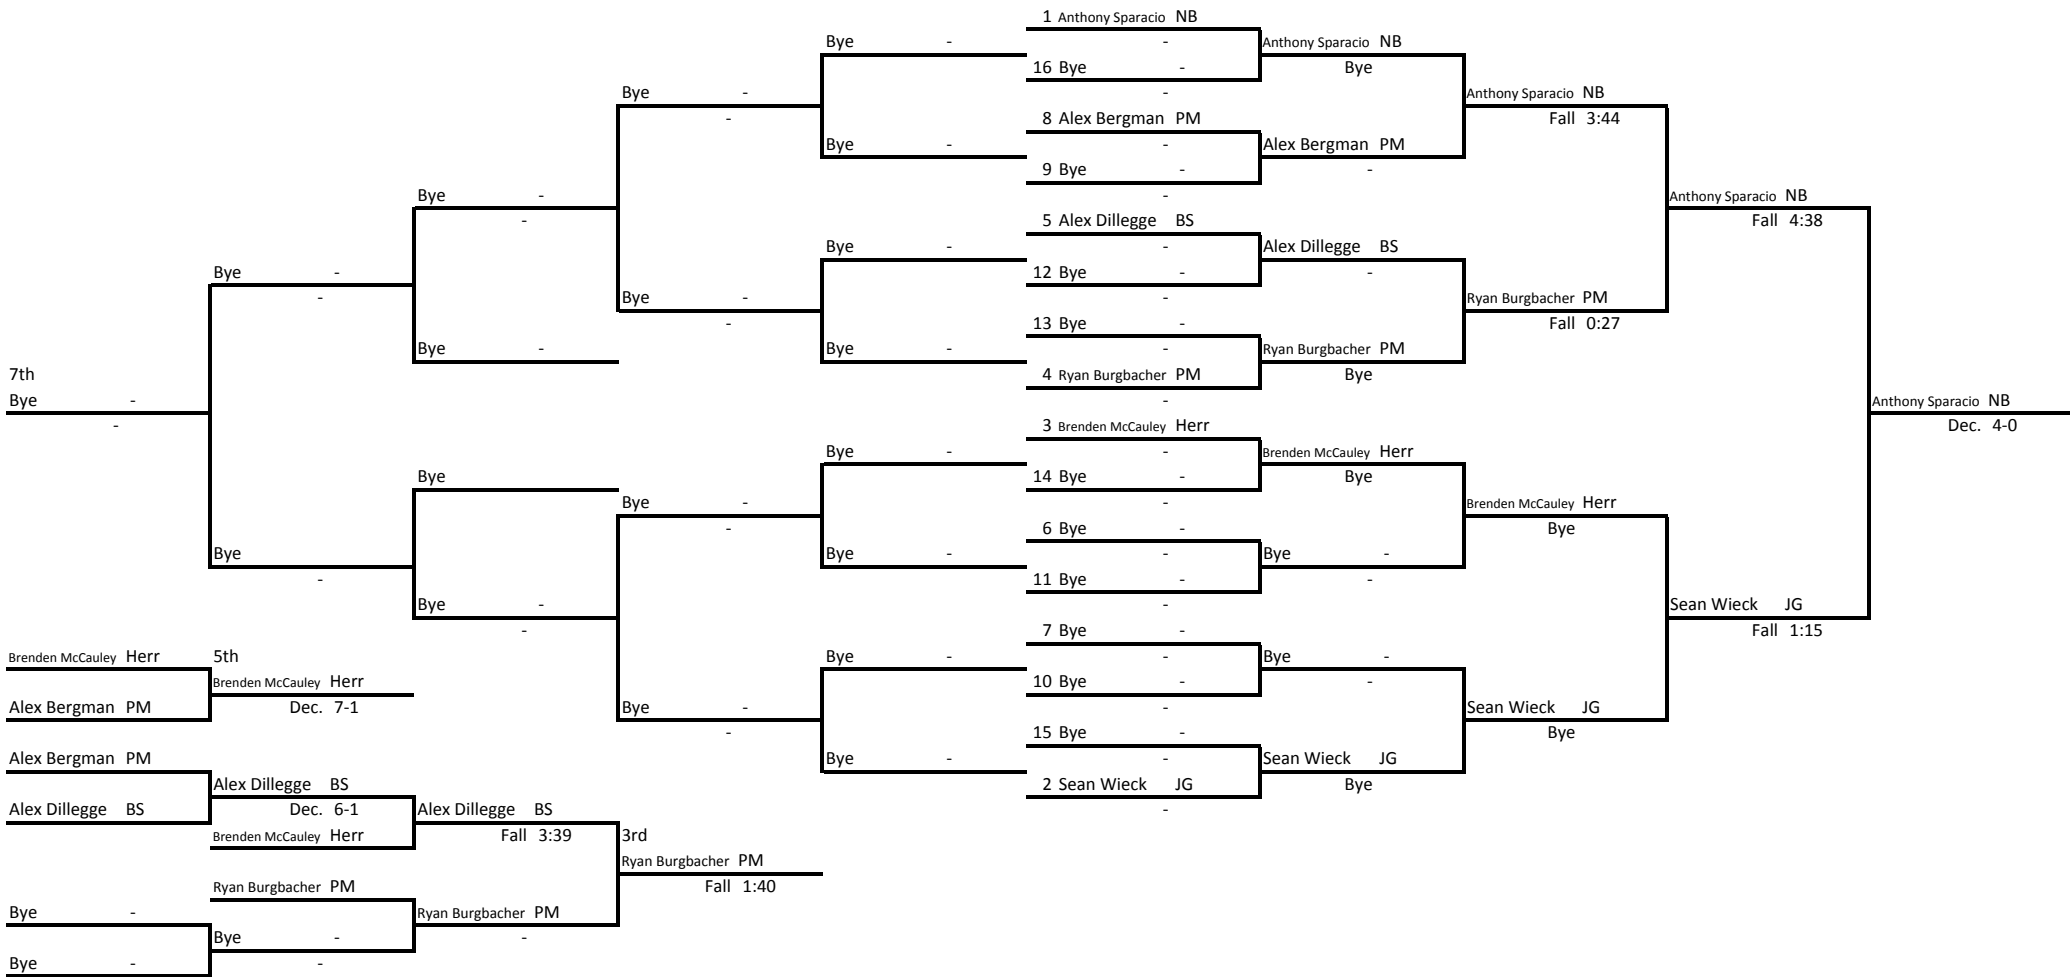 1 Anthony Sparacio NB
Bye - - Anthony Sparacio NB
16 Bye - Bye
Bye - - Anthony Sparacio NB
- 8 Alex Bergman PM Fall 3:44
Bye - - Alex Bergman PM
9 Bye - -
Bye - - Anthony Sparacio NB
- 5 Alex Dillegge BS Fall 4:38
Bye - - Alex Dillegge BS
Bye - 12 Bye - -
- Bye - - Ryan Burgbacher PM
- 13 Bye - Fall 0:27
Bye - Bye - - Ryan Burgbacher PM
7th 4 Ryan Burgbacher PM Bye
Bye - - Anthony Sparacio NB
- 3 Brenden McCauley Herr Dec. 4-0
Bye - - Brenden McCauley Herr
Bye 14 Bye - Bye
Bye - - Brenden McCauley Herr
- 6 Bye - Bye
Bye Bye - - Bye -
- 11 Bye - -
Bye - - Sean Wieck JG
- 7 Bye - Fall 1:15
Brenden McCauley Herr 5th Bye - - Bye -
Brenden McCauley Herr 10 Bye - -
Alex Bergman PM Dec. 7-1 Bye - - Sean Wieck JG
- 15 Bye - Bye
Alex Bergman PM Bye - - Sean Wieck JG
Alex Dillegge BS 2 Sean Wieck JG Bye
Alex Dillegge BS Dec. 6-1 Alex Dillegge BS -
Brenden McCauley Herr Fall 3:39 3rd
Ryan Burgbacher PM
Ryan Burgbacher PM Fall 1:40
Bye - Ryan Burgbacher PM
Bye - -
Bye - -